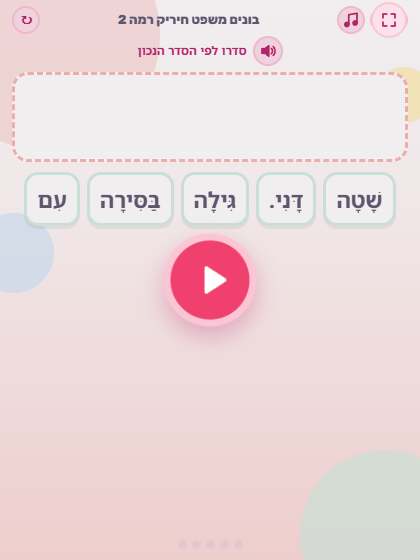 בונים משפט חיריק רמה 2
סדרו לפי הסדר הנכון
שָׁטָה דָּנִי. גִּילָה בַּסִּירָה עִם